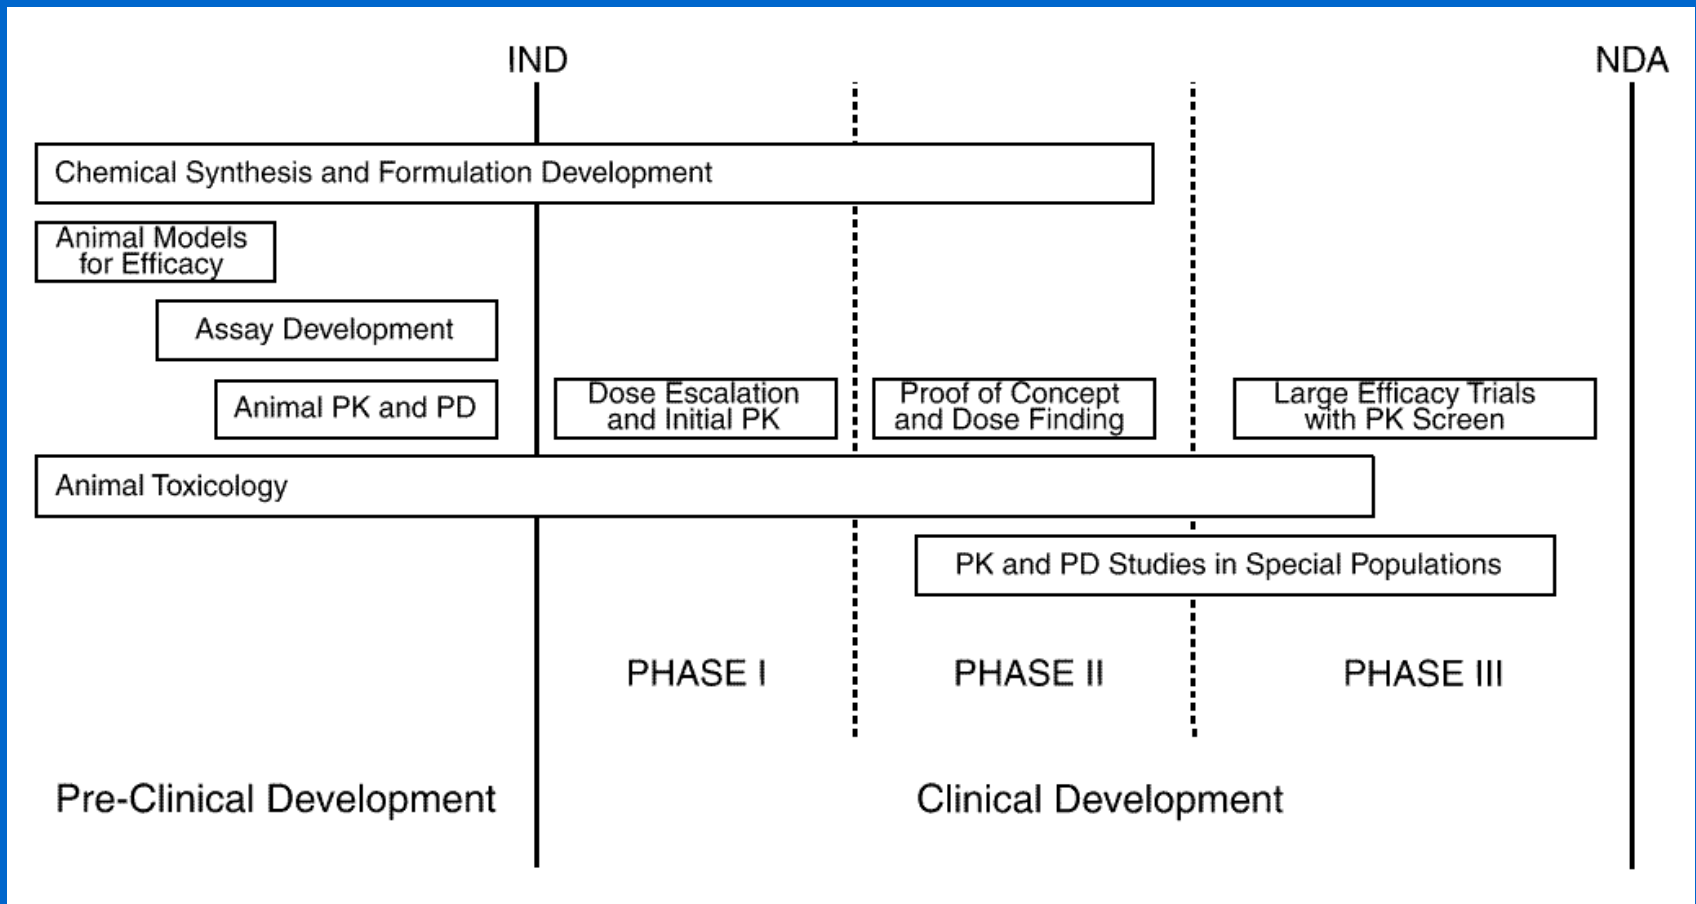 IND
NDA
Chemical Synthesis and Formulation Development
Animal Models
for Efficacy
Assay Development
Animal PK and PD
Dose Escalation
and Initial PK
Proof of Concept
and Dose Finding
Large Efficacy Trials
with PK Screen
Animal Toxicology
PK and PD Studies in Special Populations
PHASE I
PHASE II
PHASE III
Pre-Clinical Development
Clinical Development